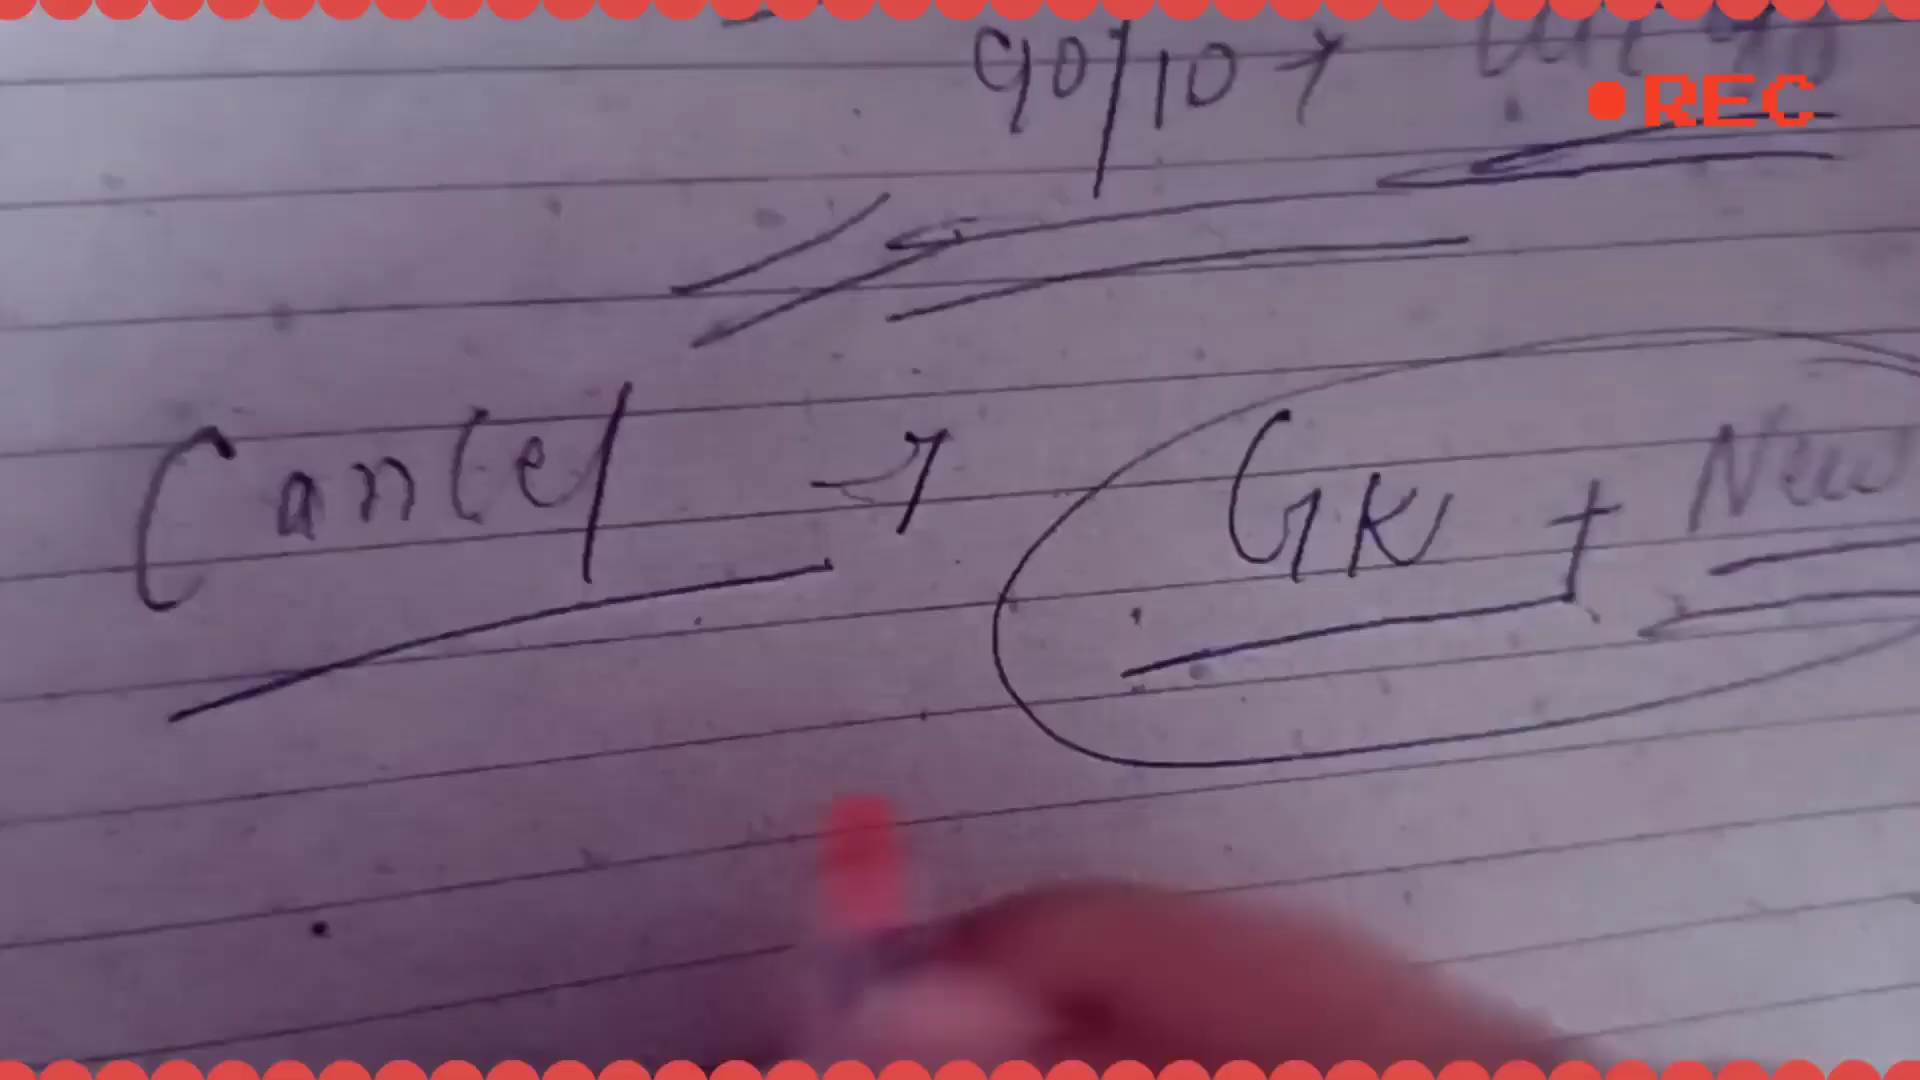 90/10 →
REC
Cancel → GK + New